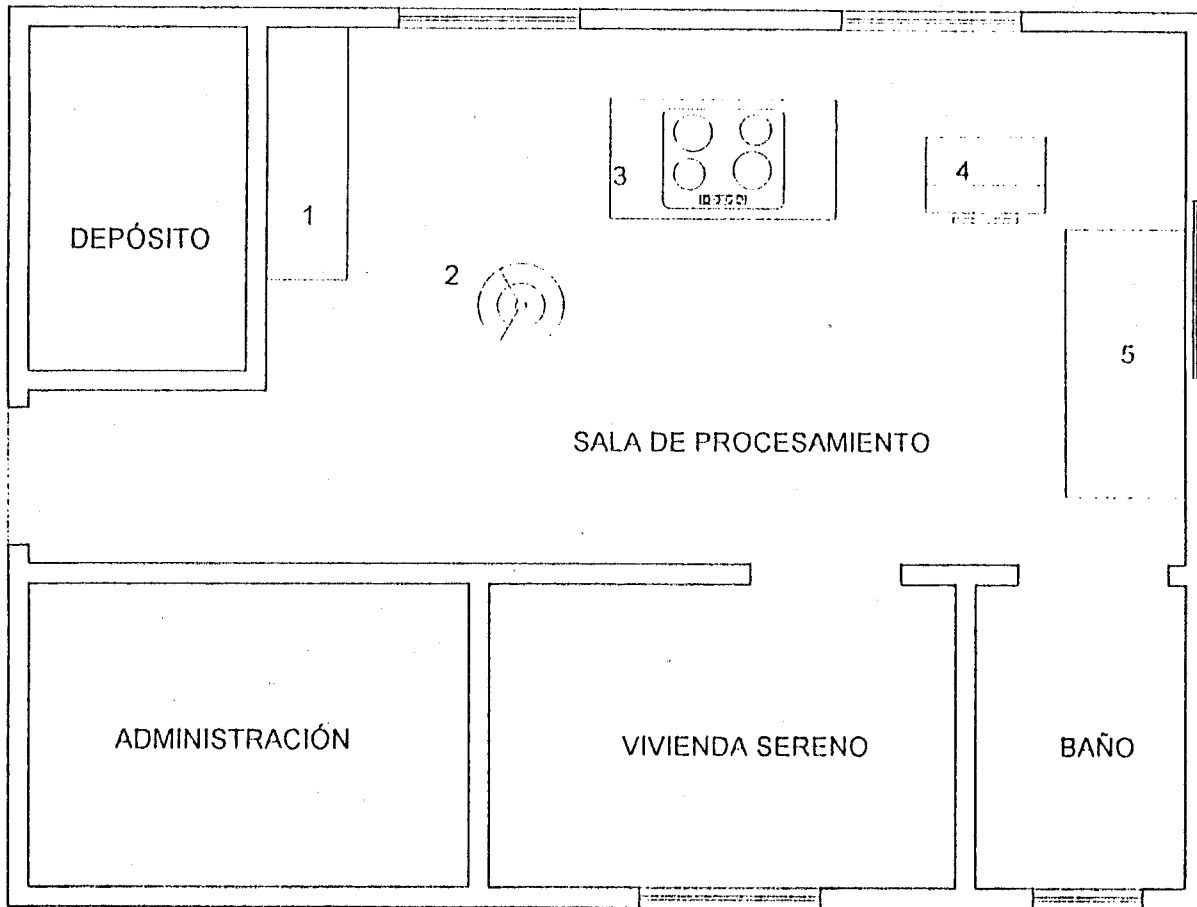 3
4
1
DEPÓSITO
2
5
SALA DE PROCESAMIENTO
ADMINISTRACIÓN
VIVIENDA SERENO
BAÑO